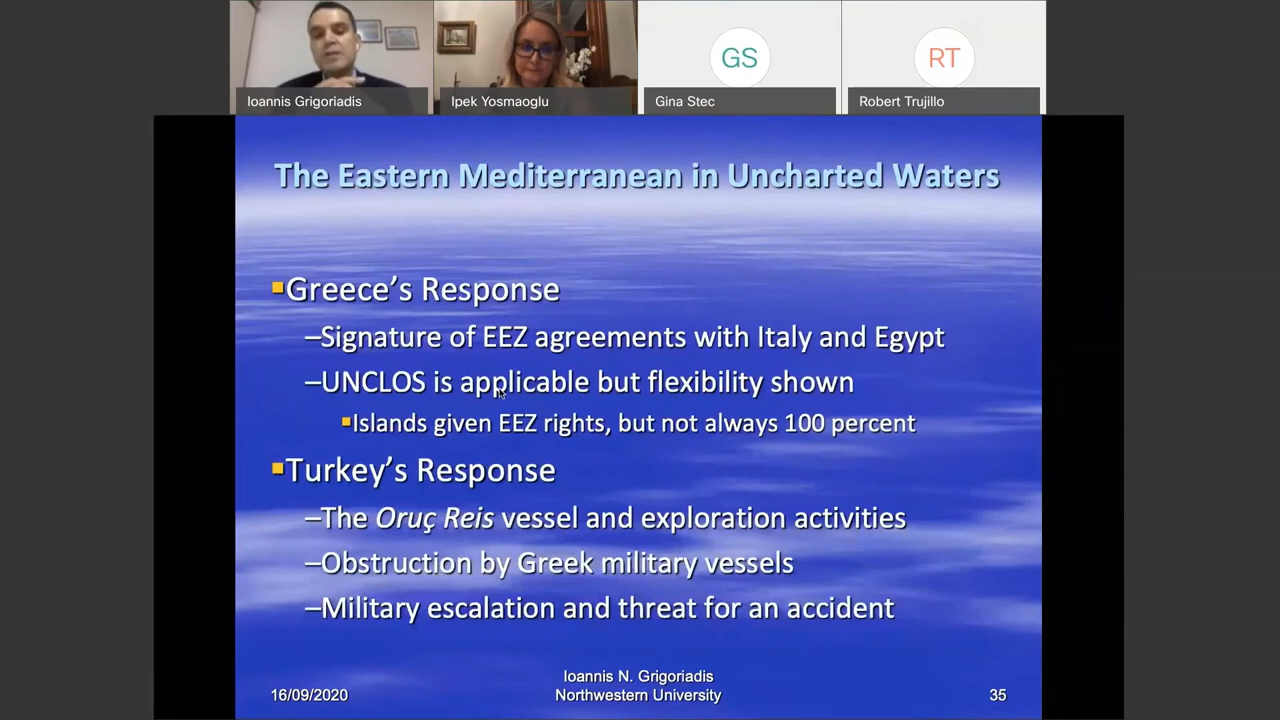 Ioannis Grigoriadis
Ipek Yosmaoglu
GS
Gina Stec
RT
Robert Trujillo
The Eastern Mediterranean in Uncharted Waters
▪Greece’s Response
–Signature of EEZ agreements with Italy and Egypt
–UNCLOS is applicable but flexibility shown
▪Islands given EEZ rights, but not always 100 percent
▪Turkey’s Response
–The Oruç Reis vessel and exploration activities
–Obstruction by Greek military vessels
–Military escalation and threat for an accident
16/09/2020
Ioannis N. Grigoriadis
Northwestern University
35